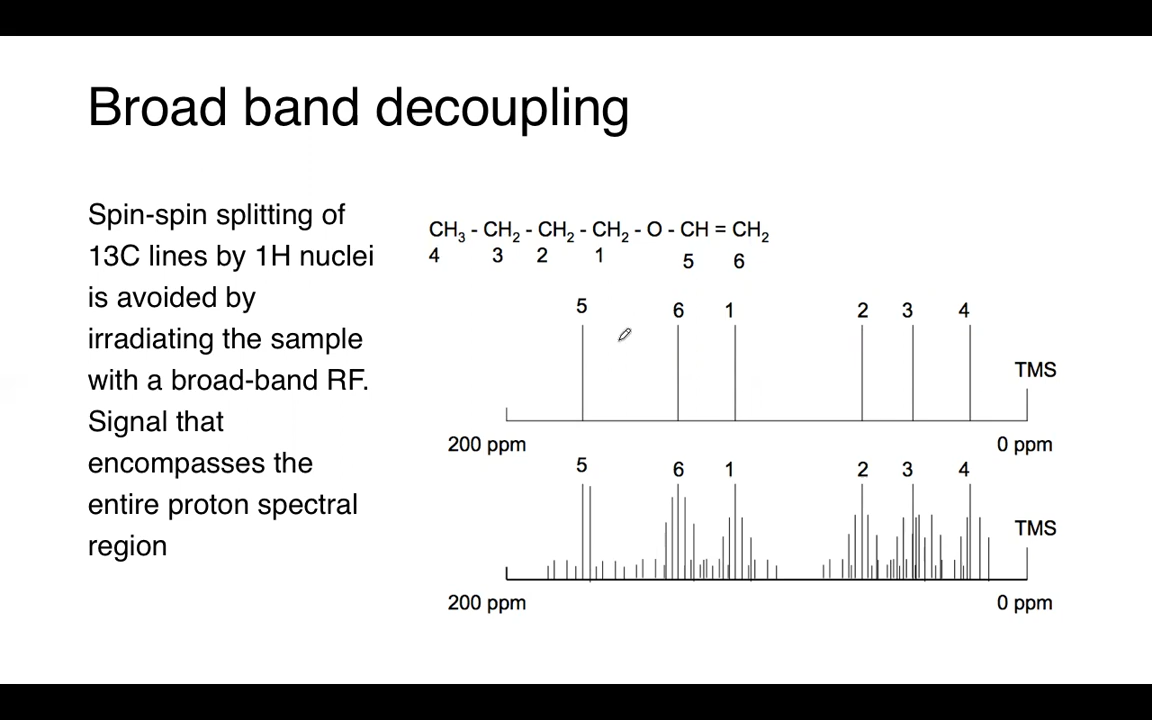 Broad band decoupling
Spin-spin splitting of
13C lines by 1H nuclei
is avoided by
irradiating the sample
with a broad-band RF.
Signal that
encompasses the
entire proton spectral
region
CH₃ - CH₂ - CH₂ - CH₂ - O - CH = CH₂
4 3 2 1 5 6
5 6 1 2 3 4
TMS
200 ppm 0 ppm
5 6 1 2 3 4
TMS
200 ppm 0 ppm